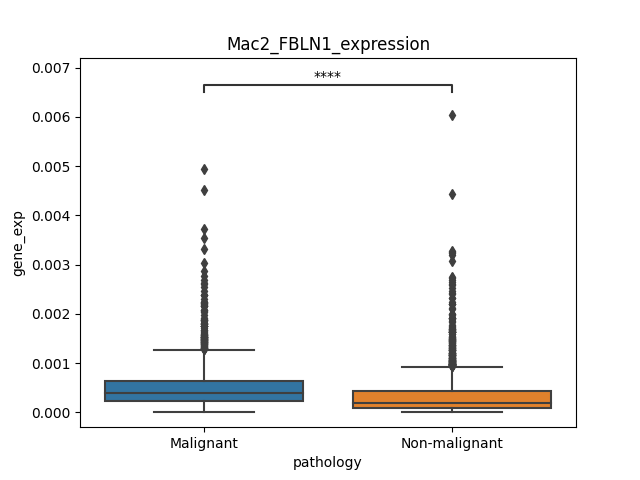 Mac2_FBLN1_expression
****
0.007
0.006
0.005
0.004
0.003
0.002
0.001
0.000
gene_exp
Malignant
Non-malignant
pathology